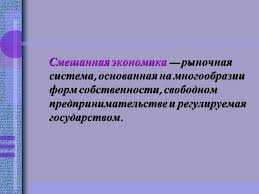 Смешанная экономика — рыночная
система, основанная на многообразии
форм собственности, свободном
предпринимательстве и регулируемая
государством.